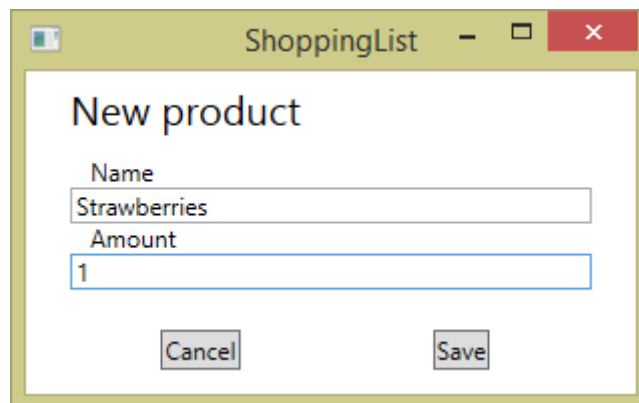 ShoppingList
New product
Name
Strawberries
Amount
1
Cancel Save